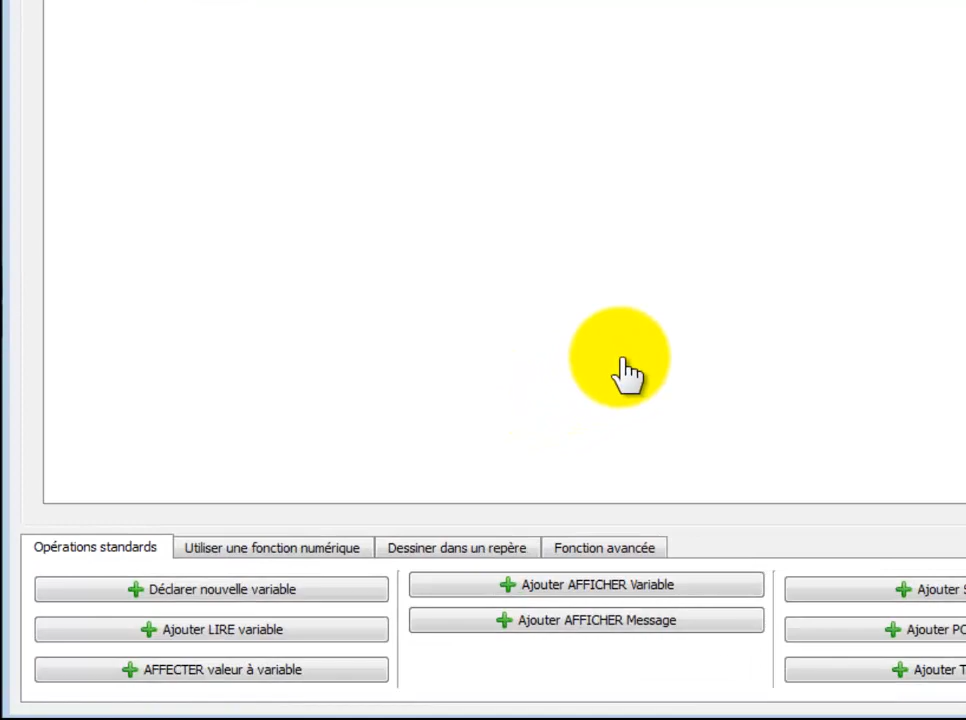 Opérations standards
Utiliser une fonction numérique
Dessiner dans un repère
Fonction avancée
Déclarer nouvelle variable
Ajouter LIRE variable
AFFECTER valeur à variable
Ajouter AFFICHER Variable
Ajouter AFFICHER Message
Ajouter S
Ajouter PO
Ajouter T